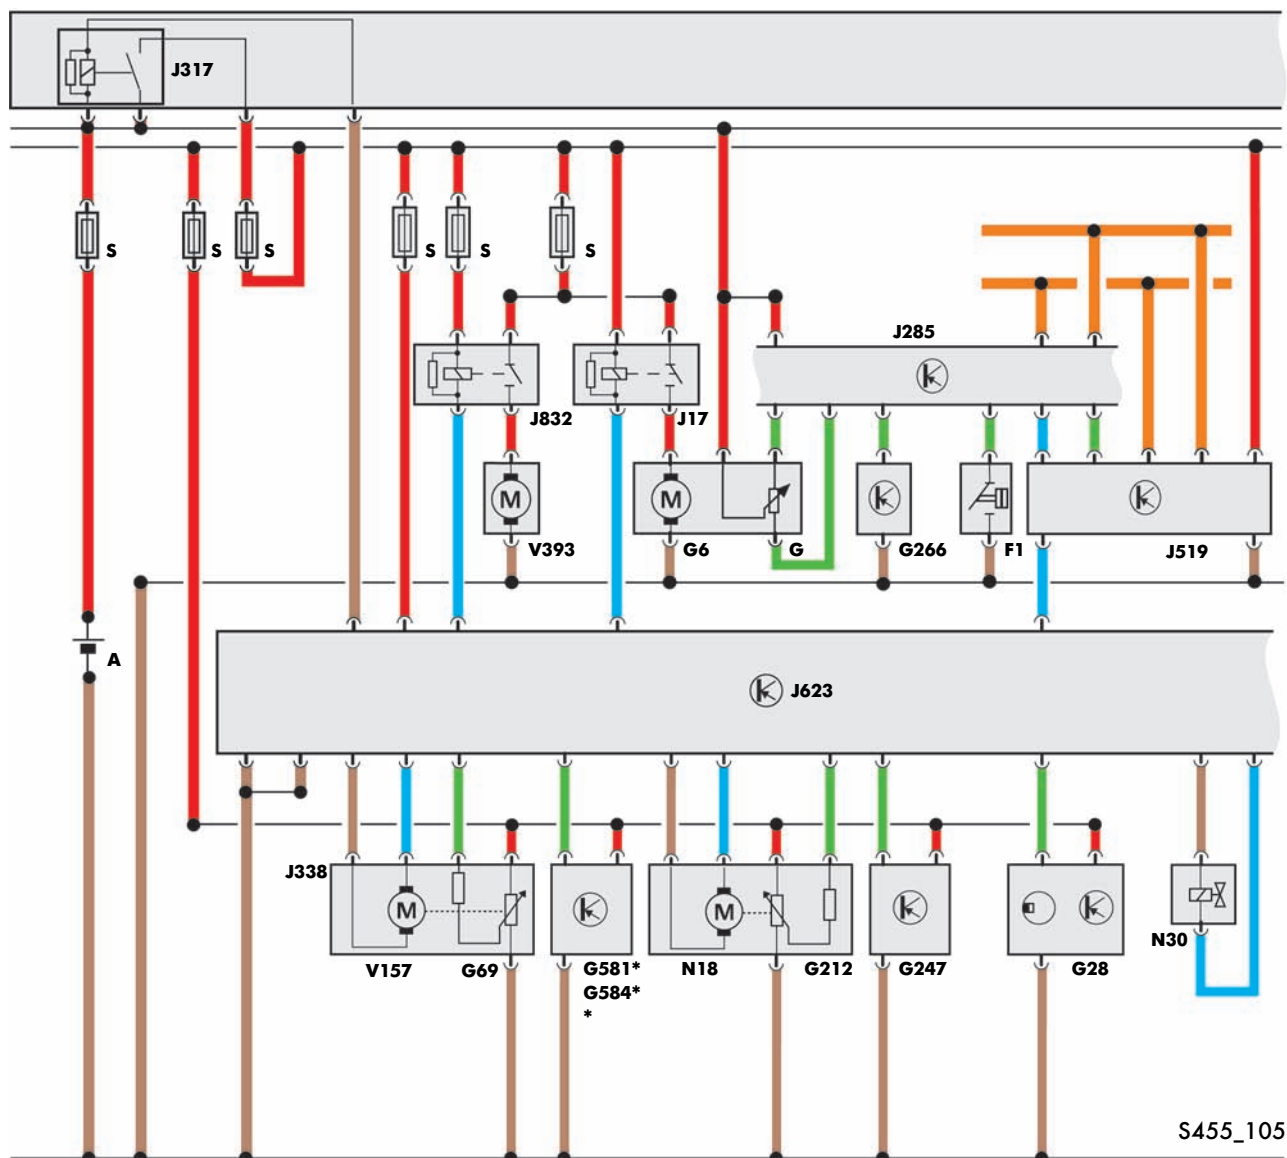 J317
S S S S S S
J285
J832 J17
M M
V393 G6 G G266 F1 J519
A
J623
J338
M M
V157 G69 G581* N18 G212 G247 G28 N30
G584*
*
S455_105